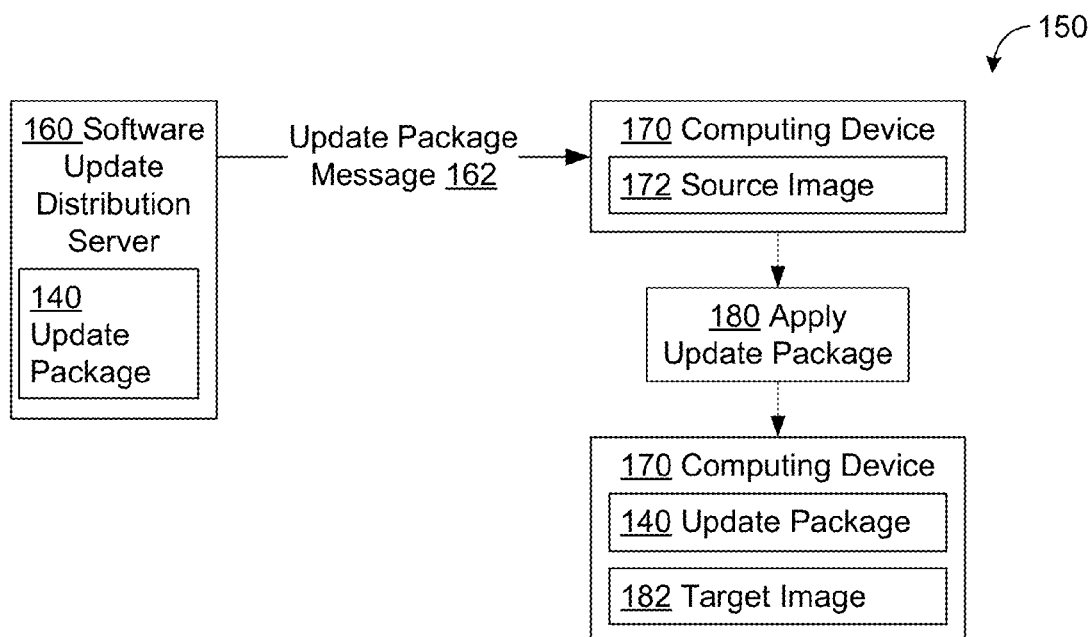 150
160 Software
Update
Distribution
Server
140
Update
Package
Update Package
Message 162
170 Computing Device
172 Source Image
180 Apply
Update Package
170 Computing Device
140 Update Package
182 Target Image